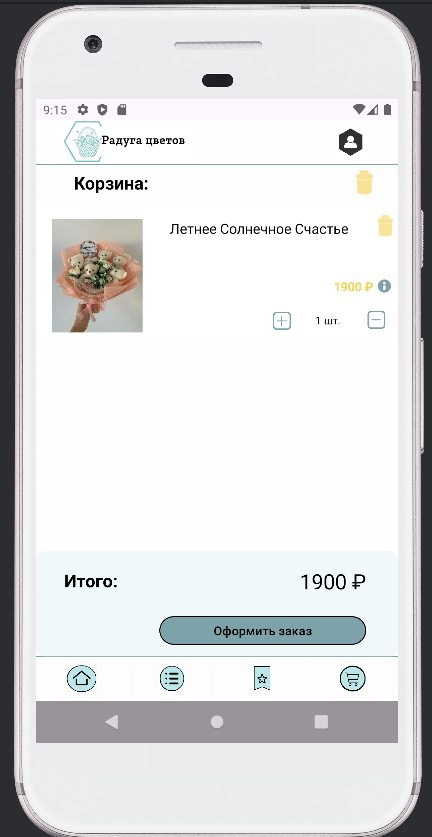 9:15
Радуга цветов
Корзина:
Летнее Солнечное Счастье
1900 ₽
1 шт.
Итого:
1900 ₽
Оформить заказ